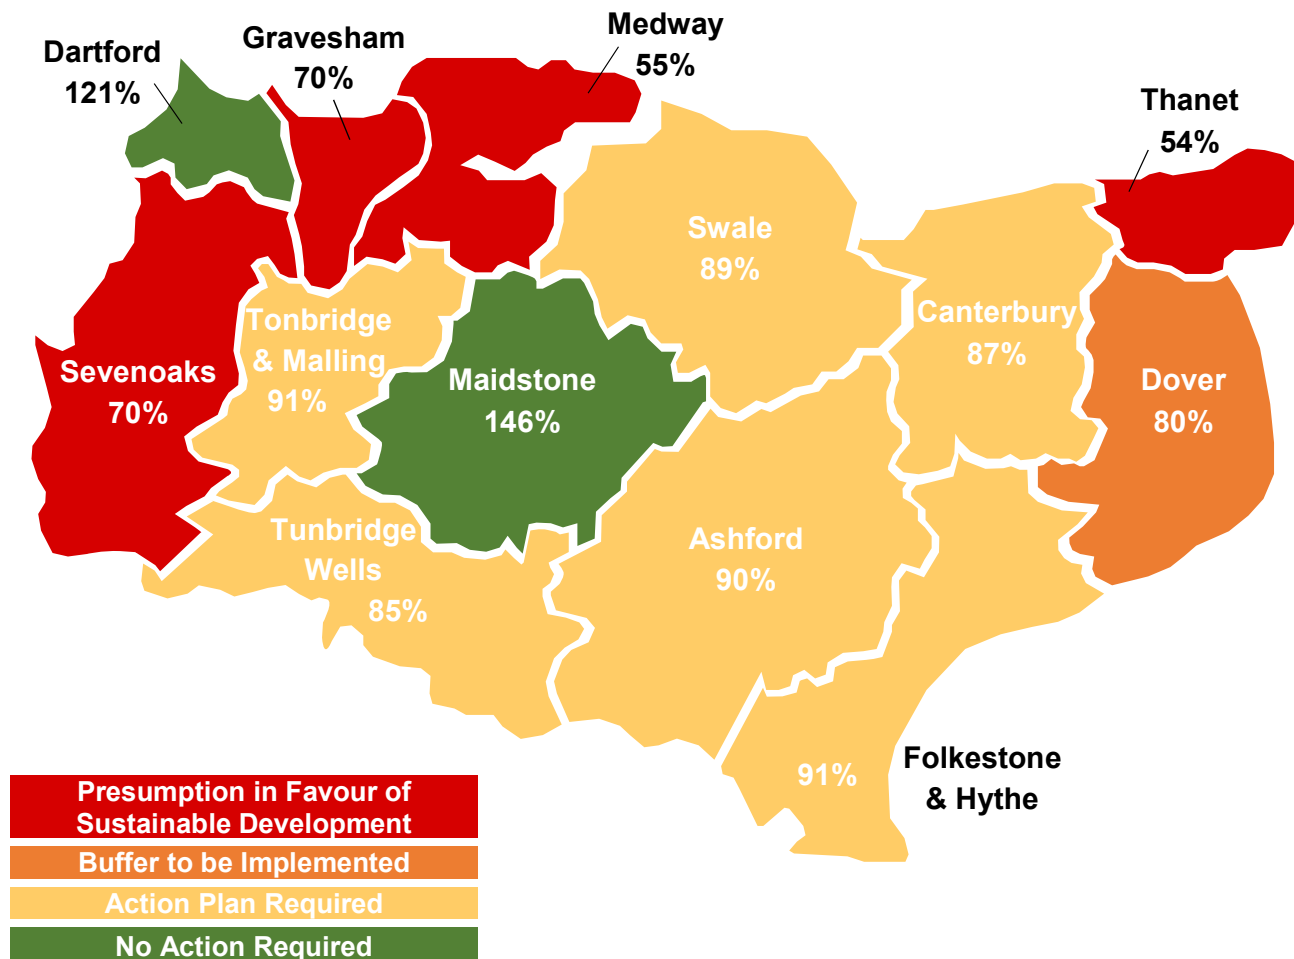 Dartford
121%
Gravesham
70%
Medway
55%
Thanet
54%
Swale
89%
Canterbury
87%
Tonbridge
& Malling
91%
Sevenoaks
70%
Maidstone
146%
Dover
80%
Tunbridge
Wells
85%
Ashford
90%
Folkestone
& Hythe
91%
Presumption in Favour of
Sustainable Development
Buffer to be Implemented
Action Plan Required
No Action Required